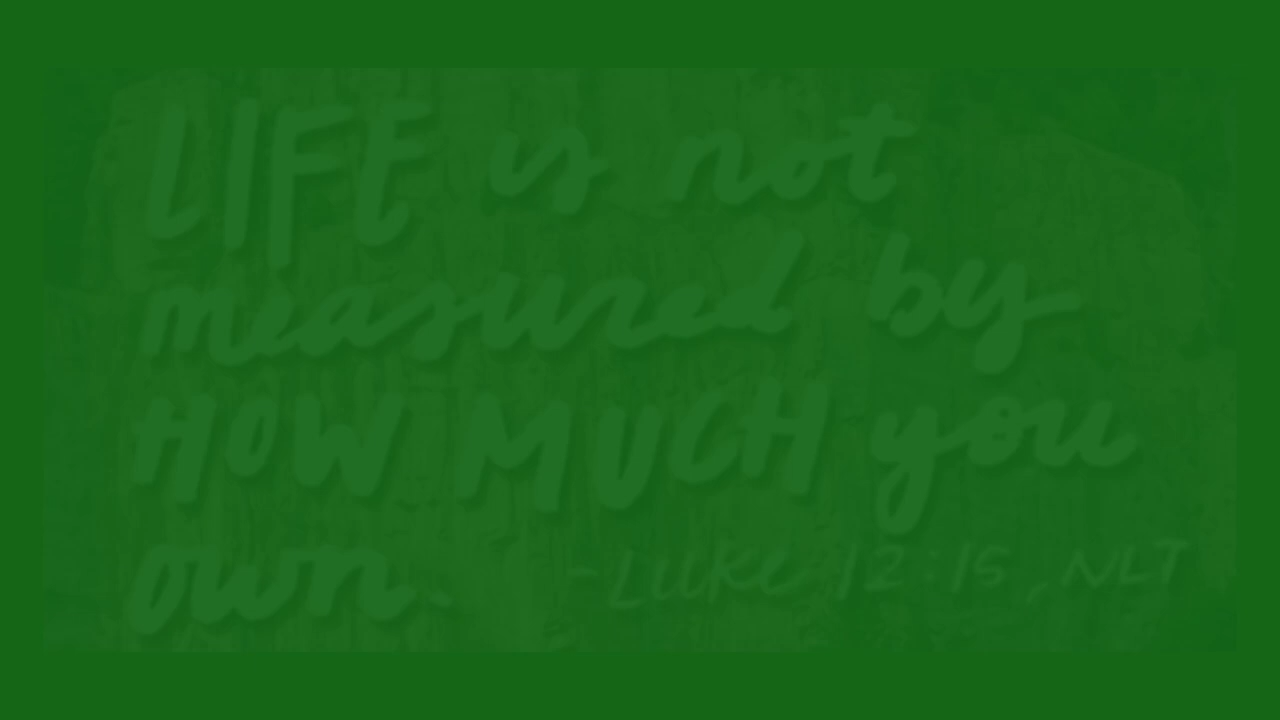 LIFE is not
measured by
HOW MUCH you
own.
- LUKE 12:15, NLT